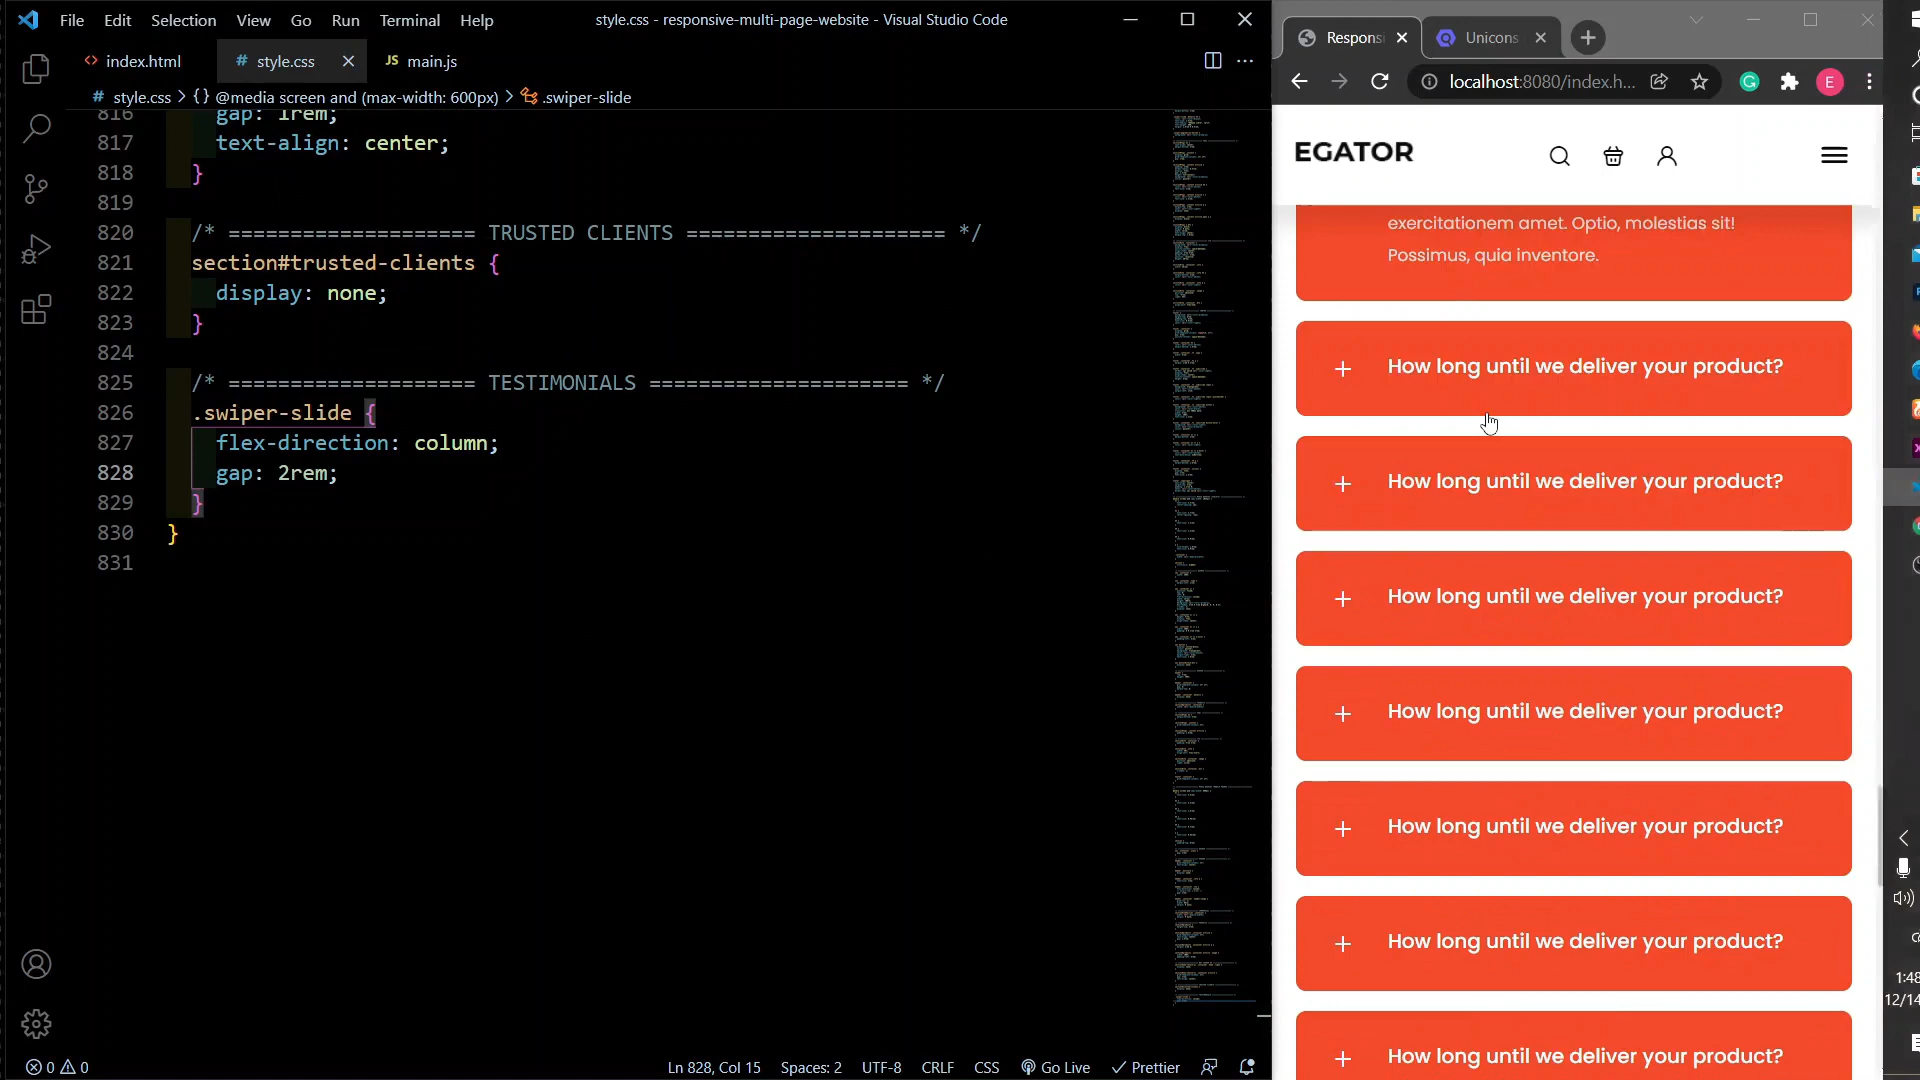 File Edit Selection View Go Run Terminal Help
style.css - responsive-multi-page-website - Visual Studio Code
index.html
# style.css
JS main.js
# style.css > {} @media screen and (max-width: 600px) > .swiper-slide
816 gap: 1rem;
817 text-align: center;
818 }
819
820 /* ==================== TRUSTED CLIENTS ===================== */
821 section#trusted-clients {
822 display: none;
823 }
824
825 /* ==================== TESTIMONIALS ===================== */
826 .swiper-slide {
827 flex-direction: column;
828 gap: 2rem;
829 }
830 }
831
0 0
Ln 828, Col 15 Spaces: 2 UTF-8 CRLF CSS Go Live Prettier
Respons
Unicons
localhost:8080/index.h...
E
EGATOR
exercitationem amet. Optio, molestias sit!
Possimus, quia inventore.
+ How long until we deliver your product?
+ How long until we deliver your product?
+ How long until we deliver your product?
+ How long until we deliver your product?
+ How long until we deliver your product?
+ How long until we deliver your product?
+ How long until we deliver your product?
1:48
12/14